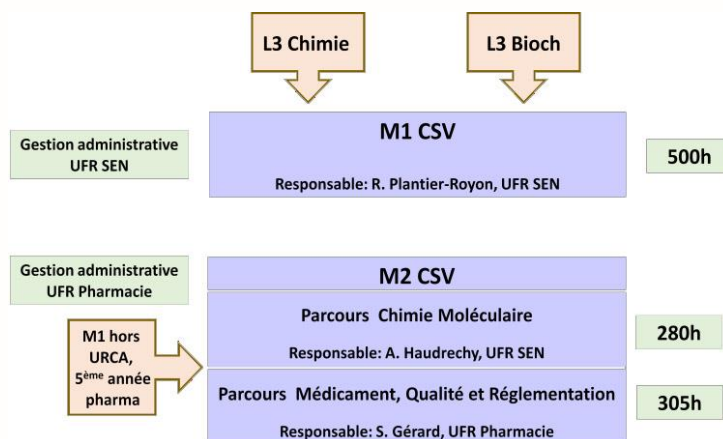 L3 Chimie
L3 Bioch
Gestion administrative
UFR SEN
M1 CSV
Responsable: R. Plantier-Royon, UFR SEN
500h
Gestion administrative
UFR Pharmacie
M2 CSV
Parcours Chimie Moléculaire
Responsable: A. Haudrechy, UFR SEN
280h
M1 hors
URCA,
5ème année
pharma
Parcours Médicament, Qualité et Réglementation
Responsable: S. Gérard, UFR Pharmacie
305h